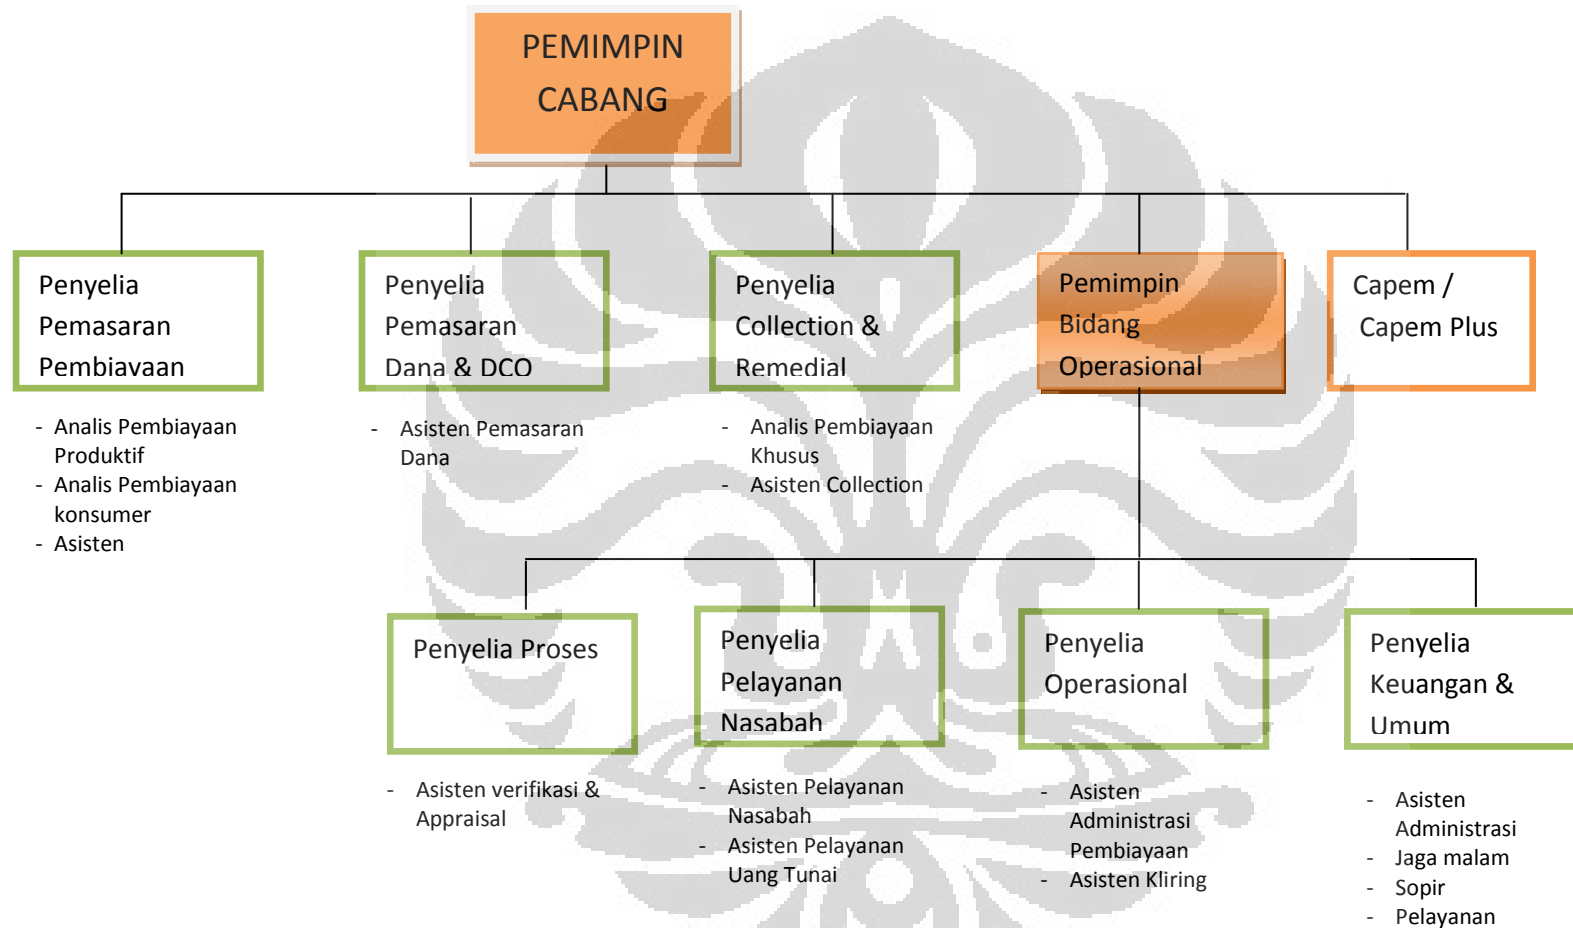 PEMIMPIN
CABANG
Penyelia
Pemasaran
Pembiayaan
Penyelia
Pemasaran
Dana & DCO
Penyelia
Collection &
Remedial
Pemimpin
Bidang
Operasional
Capem /
Capem Plus
- Analis Pembiayaan
Produktif
- Analis Pembiayaan
konsumer
- Asisten
- Asisten Pemasaran
Dana
- Analis Pembiayaan
Khusus
- Asisten Collection
Penyelia Proses
Penyelia
Pelayanan
Nasabah
Penyelia
Operasional
Penyelia
Keuangan &
Umum
- Asisten verifikasi &
Appraisal
- Asisten Pelayanan
Nasabah
- Asisten Pelayanan
Uang Tunai
- Asisten
Administrasi
Pembiayaan
- Asisten Kliring
- Asisten
Administrasi
- Jaga malam
- Sopir
- Pelayanan